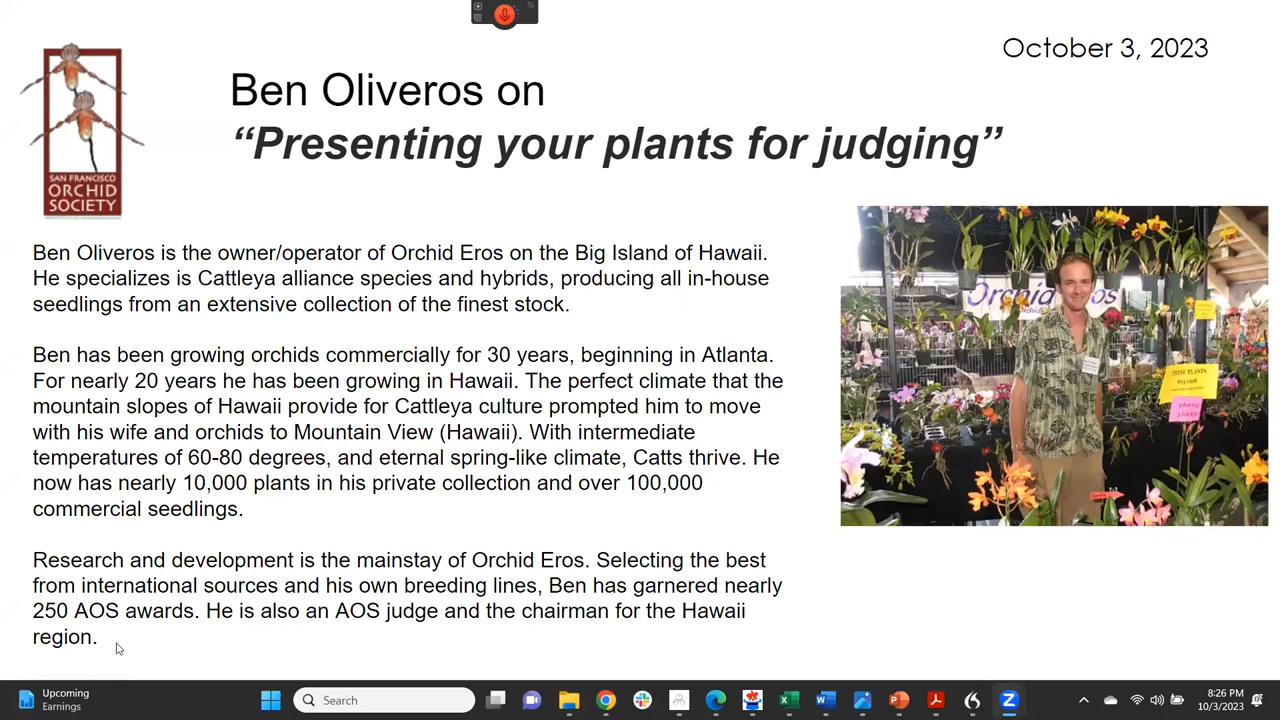 October 3, 2023
Ben Oliveros on
“Presenting your plants for judging”
SAN FRANCISCO
ORCHID
SOCIETY
Ben Oliveros is the owner/operator of Orchid Eros on the Big Island of Hawaii.
He specializes is Cattleya alliance species and hybrids, producing all in-house
seedlings from an extensive collection of the finest stock.
Ben has been growing orchids commercially for 30 years, beginning in Atlanta.
For nearly 20 years he has been growing in Hawaii. The perfect climate that the
mountain slopes of Hawaii provide for Cattleya culture prompted him to move
with his wife and orchids to Mountain View (Hawaii). With intermediate
temperatures of 60-80 degrees, and eternal spring-like climate, Catts thrive. He
now has nearly 10,000 plants in his private collection and over 100,000
commercial seedlings.
Research and development is the mainstay of Orchid Eros. Selecting the best
from international sources and his own breeding lines, Ben has garnered nearly
250 AOS awards. He is also an AOS judge and the chairman for the Hawaii
region.
Orchid Eros
THESE PLANTS
Upcoming
Earnings
Search
8:26 PM
10/3/2023